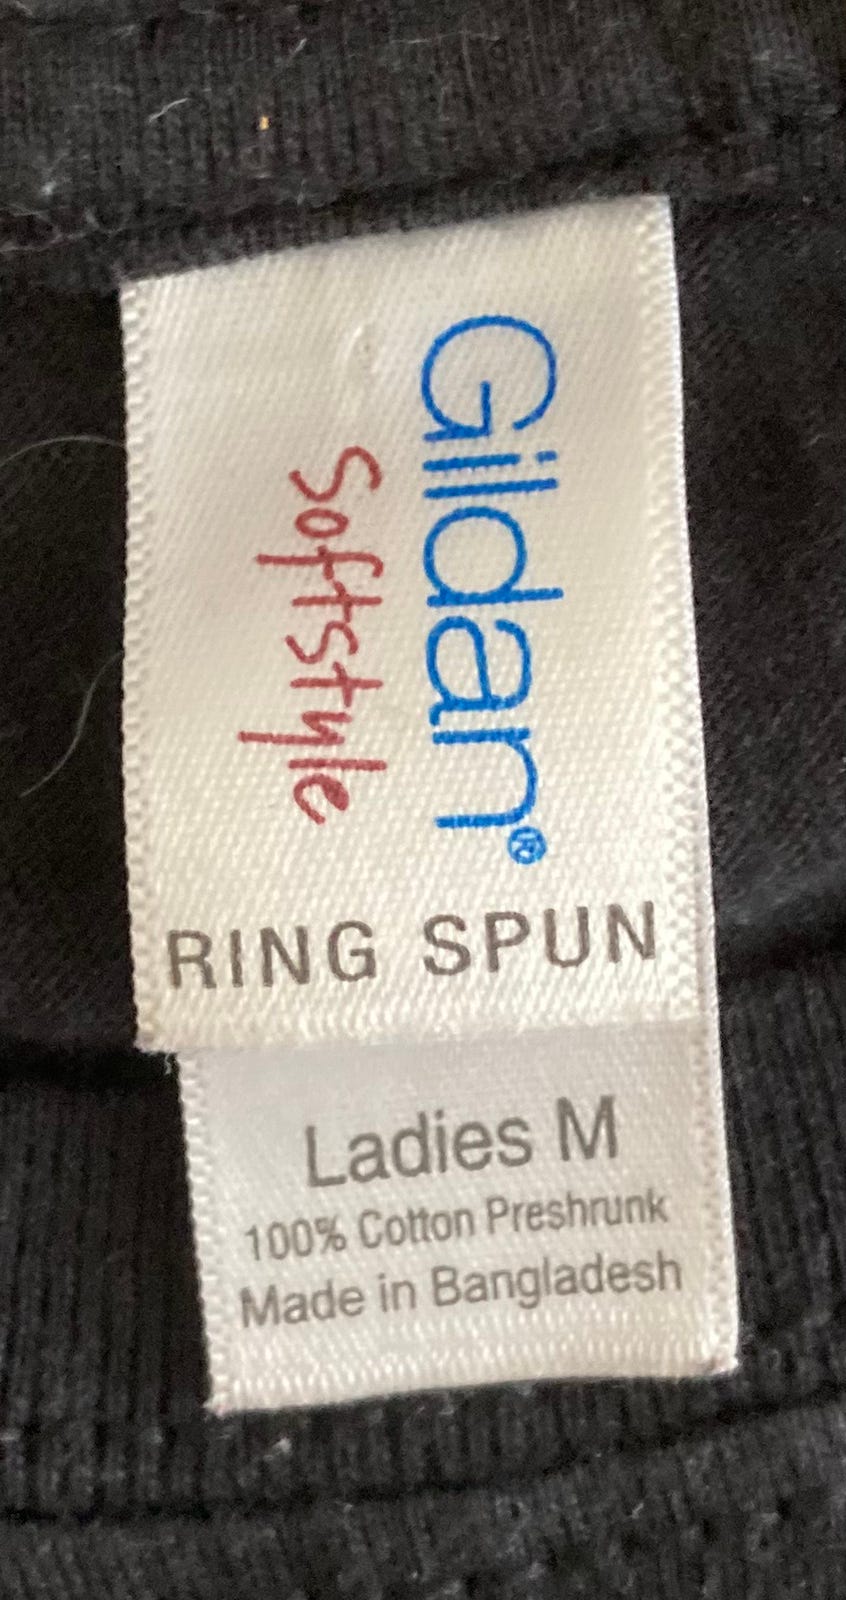 Gildan®
Softstyle
RING SPUN
Ladies M
100% Cotton Preshrunk
Made in Bangladesh